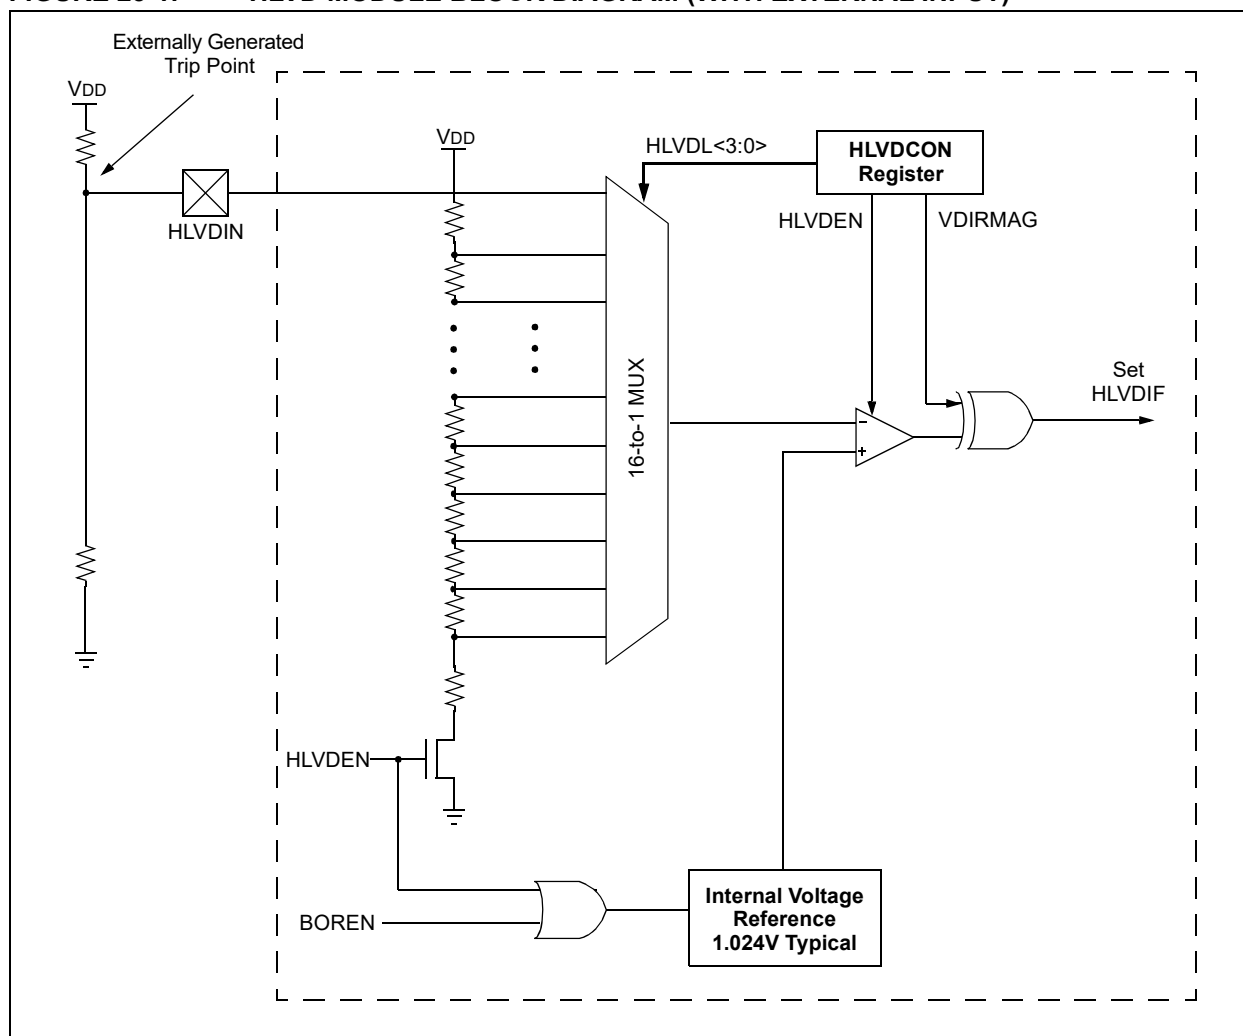 Externally Generated
Trip Point
VDD
VDD
HLVDL<3:0>
HLVDCON
Register
HLVDIN
HLVDEN
VDIRMAG
16-to-1 MUX
–
+
Set
HLVDIF
HLVDEN
BOREN
Internal Voltage
Reference
1.024V Typical